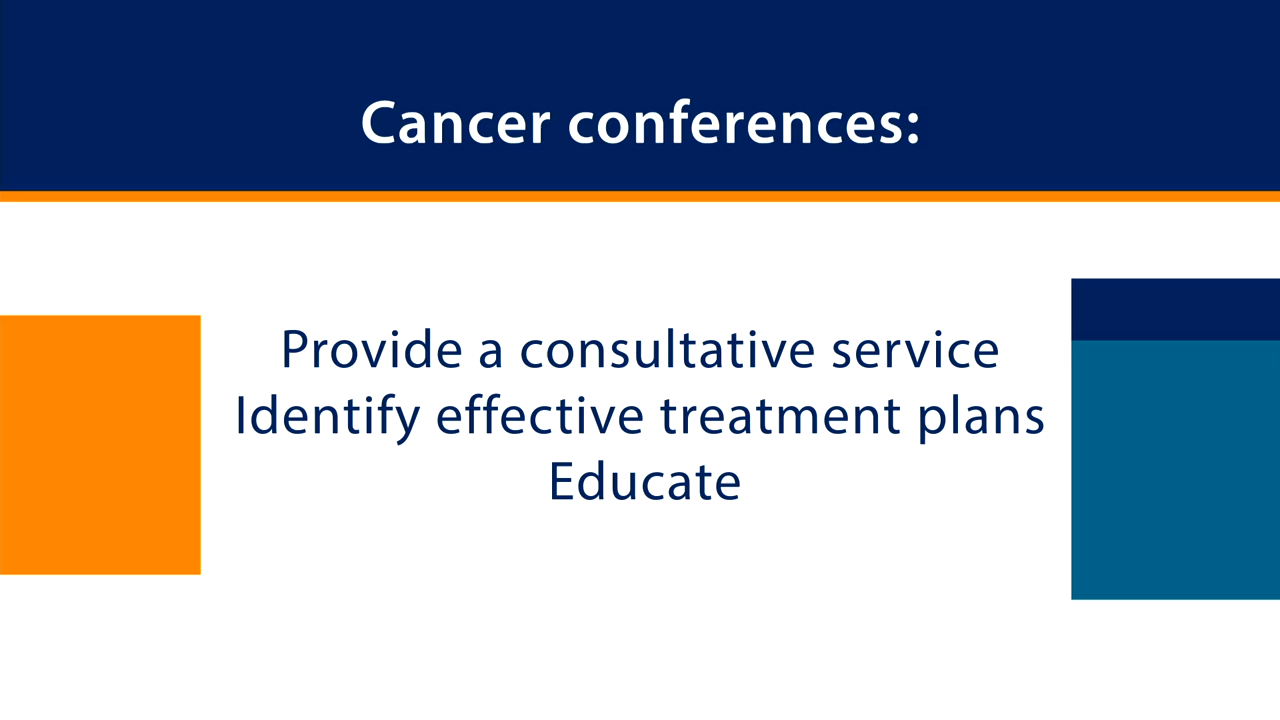 Cancer conferences:
Provide a consultative service
Identify effective treatment plans
Educate